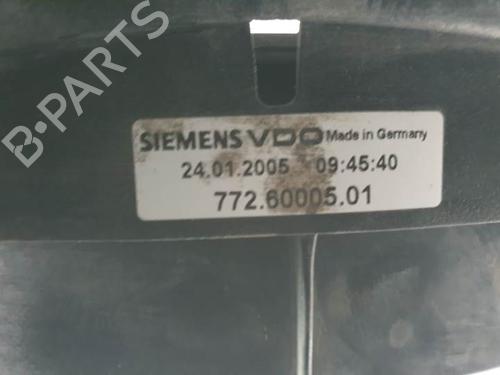 B-PARTS
SIEMENS VDO Made in Germany
24.01.2005 09:45:40
772.60005.01